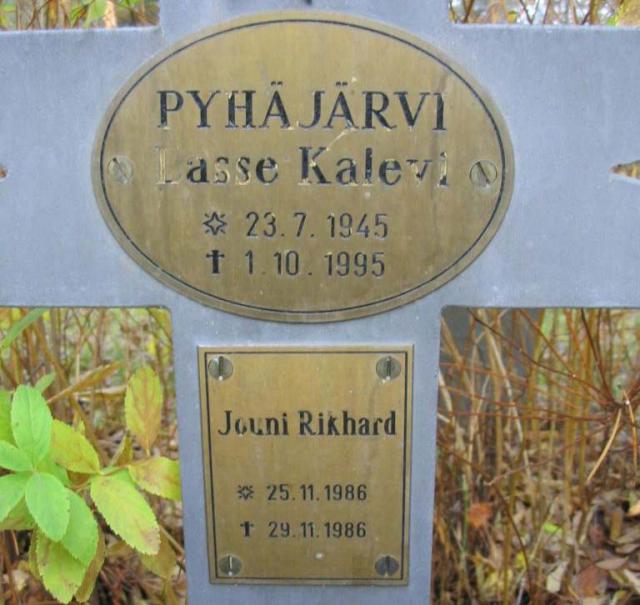 PYHÄJÄRVI
Lasse Kalevi
✲ 23.7.1945
✝ 1.10.1995
Jouni Rikhard
✲ 25.11.1986
✝ 29.11.1986